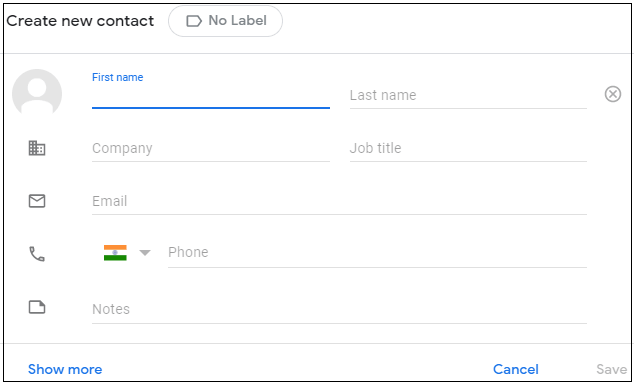 Create new contact No Label
First name
Last name
Company Job title
Email
Phone
Notes
Show more Cancel Save